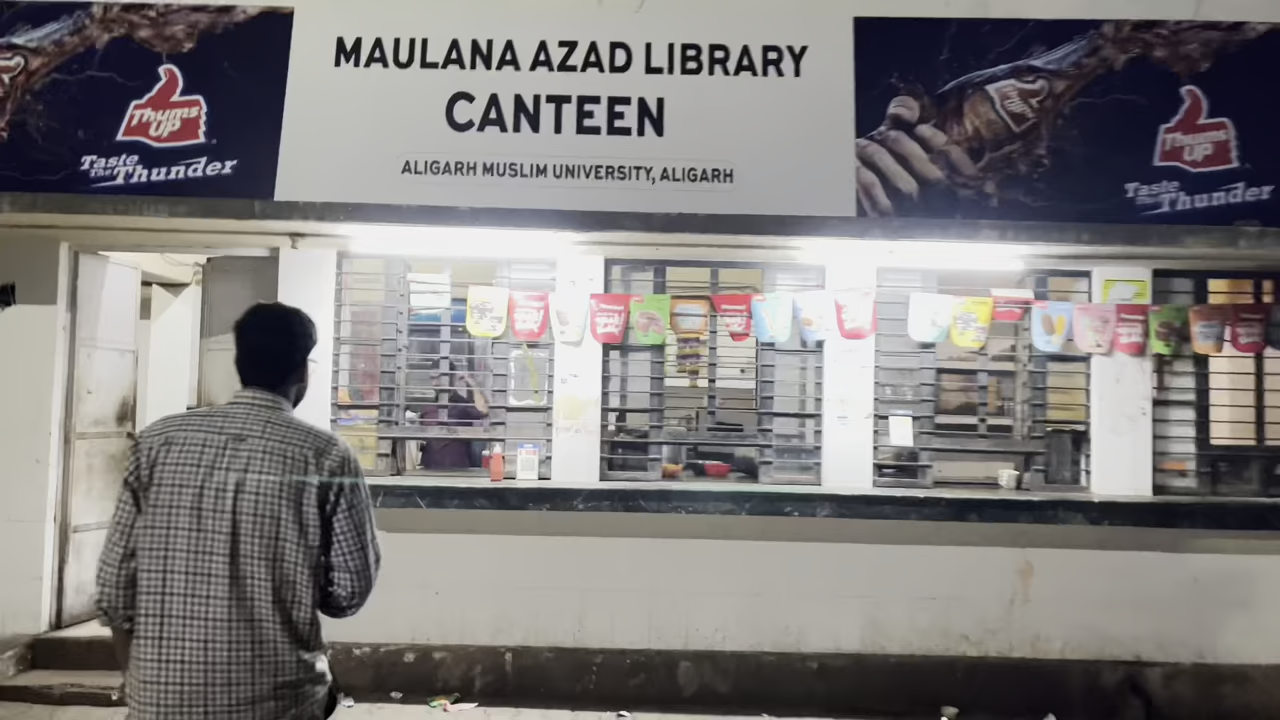 MAULANA AZAD LIBRARY
CANTEEN
ALIGARH MUSLIM UNIVERSITY, ALIGARH
Thums UP
Taste The Thunder
Thums UP
Taste The Thunder